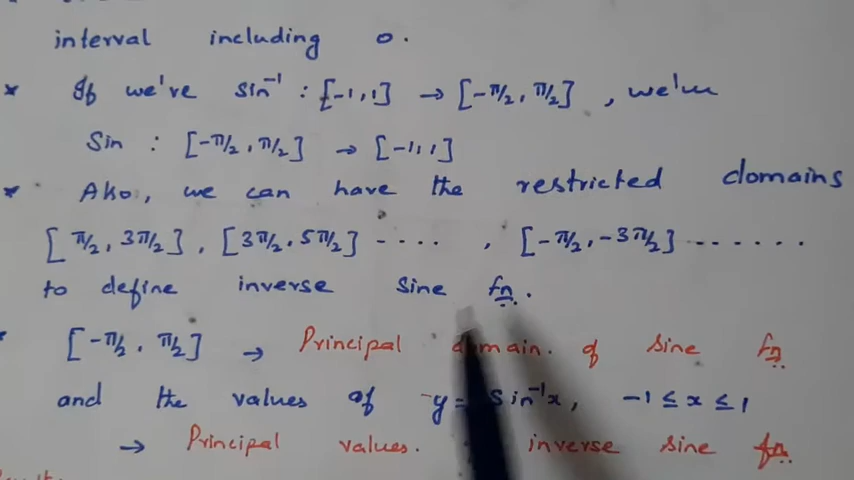 interval including 0.
* If we've sin⁻¹ : [-1,1] → [-π/2, π/2] , we'll
Sin : [-π/2, π/2] → [-1,1]
* Also, we can have the restricted domains
[π/2, 3π/2], [3π/2, 5π/2] ---- , [-π/2, -3π/2] ------
to define inverse sine fn.
[-π/2, π/2] → Principal domain of sine fn
and the values of y = Sin⁻¹x, -1 ≤ x ≤ 1
→ Principal values. inverse sine fn.